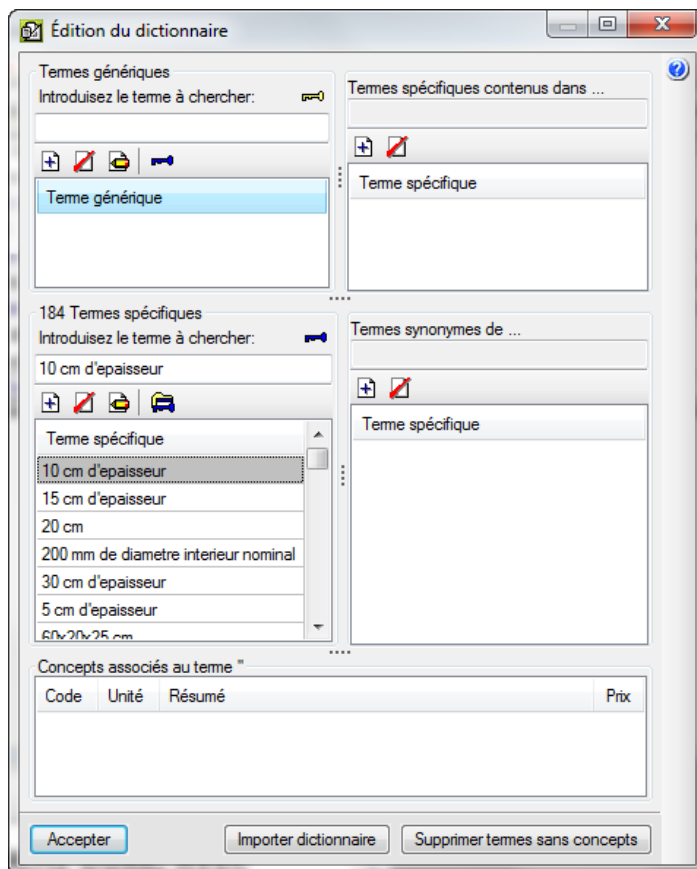 Édition du dictionnaire
Termes génériques
Introduisez le terme à chercher:
Terme générique
Termes spécifiques contenus dans ...
Terme spécifique
184 Termes spécifiques
Introduisez le terme à chercher:
10 cm d'epaisseur
Terme spécifique
10 cm d'epaisseur
15 cm d'epaisseur
20 cm
200 mm de diametre interieur nominal
30 cm d'epaisseur
5 cm d'epaisseur
60x20x25 cm
Termes synonymes de ...
Terme spécifique
Concepts associés au terme "
Code Unité Résumé Prix
Accepter Importer dictionnaire Supprimer termes sans concepts